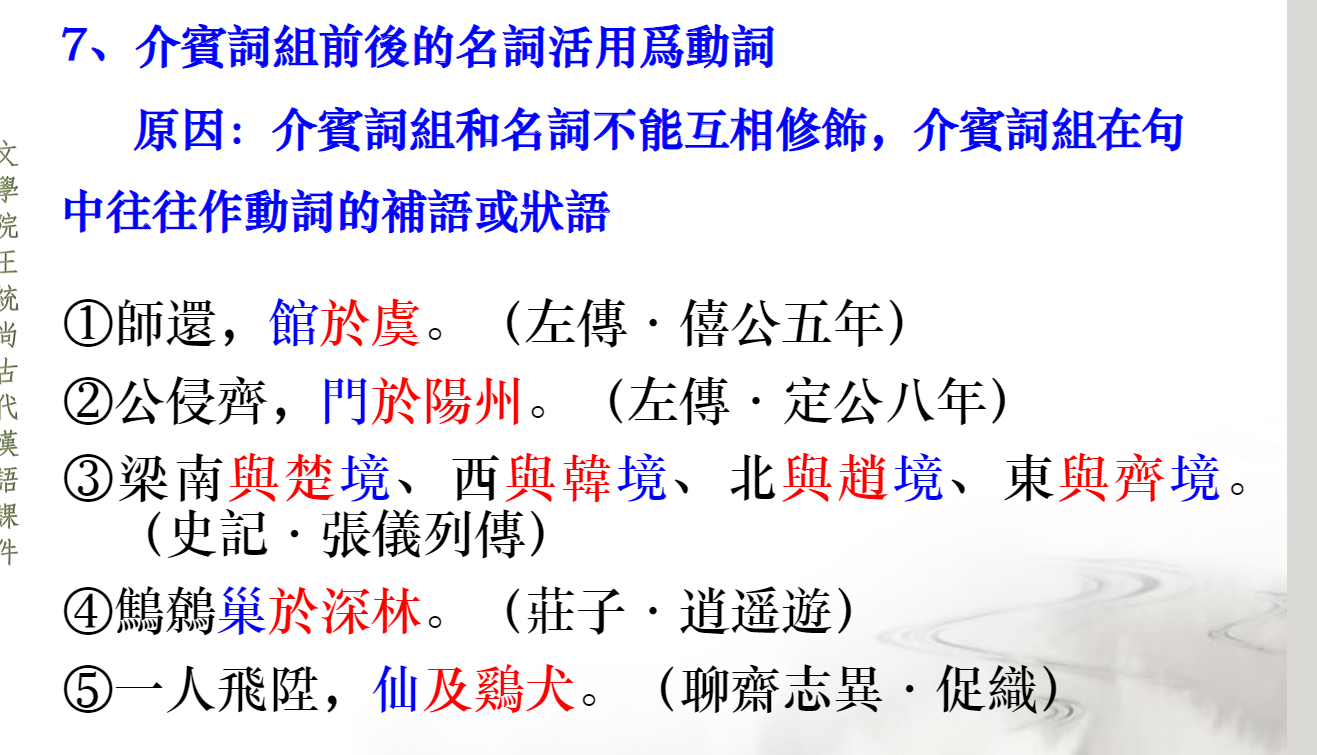 7、介賓詞組前後的名詞活用爲動詞
原因：介賓詞組和名詞不能互相修飾，介賓詞組在句
中往往作動詞的補語或狀語
①師還，館於虞。（左傳·僖公五年）
②公侵齊，門於陽州。（左傳·定公八年）
③梁南與楚境、西與韓境、北與趙境、東與齊境。
（史記·張儀列傳）
④鷦鷯巢於深林。（莊子·逍遥遊）
⑤一人飛陞，仙及鷄犬。（聊齋志異·促織）
文學院王統尚古代漢語課件